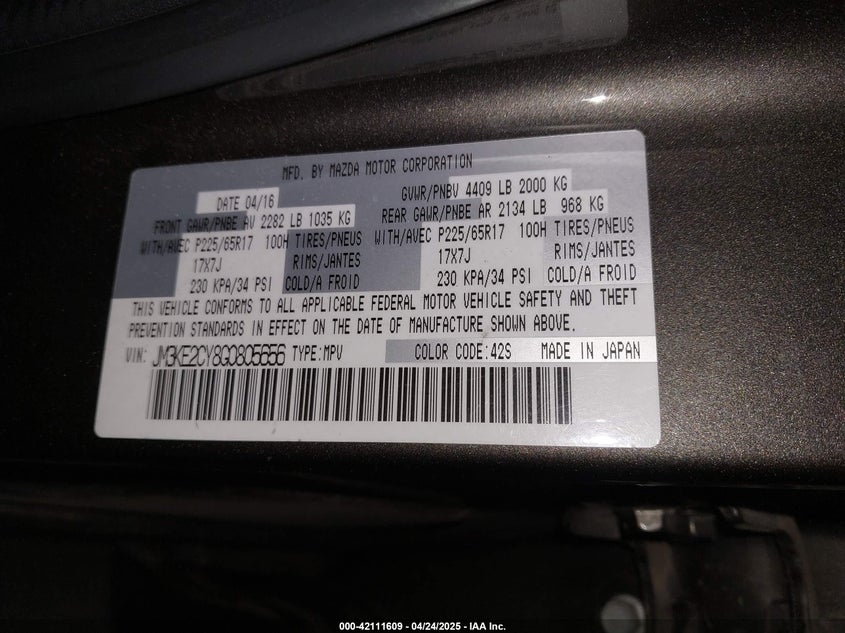 MFD. BY MAZDA MOTOR CORPORATION
DATE 04/16 GVWR/PNBV 4409 LB 2000 KG
FRONT GAWR/PNBE AV 2282 LB 1035 KG REAR GAWR/PNBE AR 2134 LB 968 KG
WITH/AVEC P225/65R17 100H TIRES/PNEUS WITH/AVEC P225/65R17 100H TIRES/PNEUS
17X7J RIMS/JANTES 17X7J RIMS/JANTES
230 KPA/34 PSI COLD/A FROID 230 KPA/34 PSI COLD/A FROID
THIS VEHICLE CONFORMS TO ALL APPLICABLE FEDERAL MOTOR VEHICLE SAFETY AND THEFT
PREVENTION STANDARDS IN EFFECT ON THE DATE OF MANUFACTURE SHOWN ABOVE.
VIN: JM3KE2CY8G0805656 TYPE:MPV COLOR CODE:42S MADE IN JAPAN
000-42111609 - 04/24/2025 - IAA Inc.